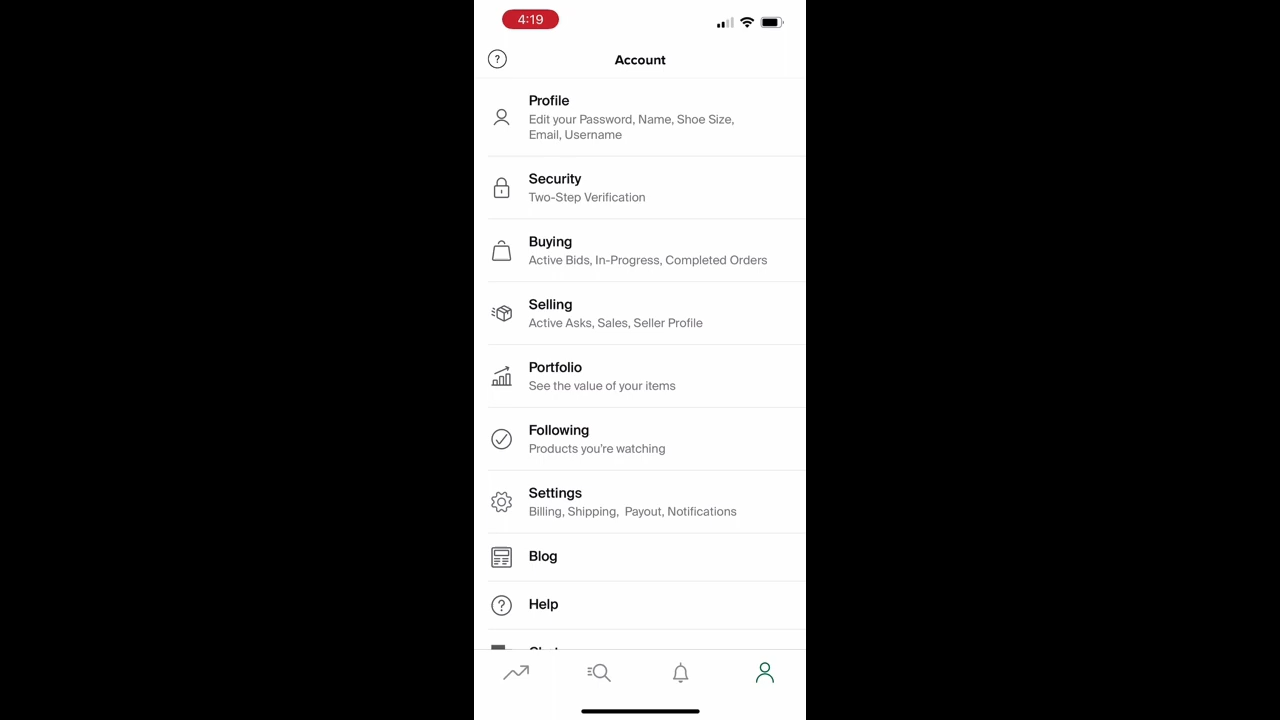 4:19
Account
Profile
Edit your Password, Name, Shoe Size,
Email, Username
Security
Two-Step Verification
Buying
Active Bids, In-Progress, Completed Orders
Selling
Active Asks, Sales, Seller Profile
Portfolio
See the value of your items
Following
Products you're watching
Settings
Billing, Shipping, Payout, Notifications
Blog
Help